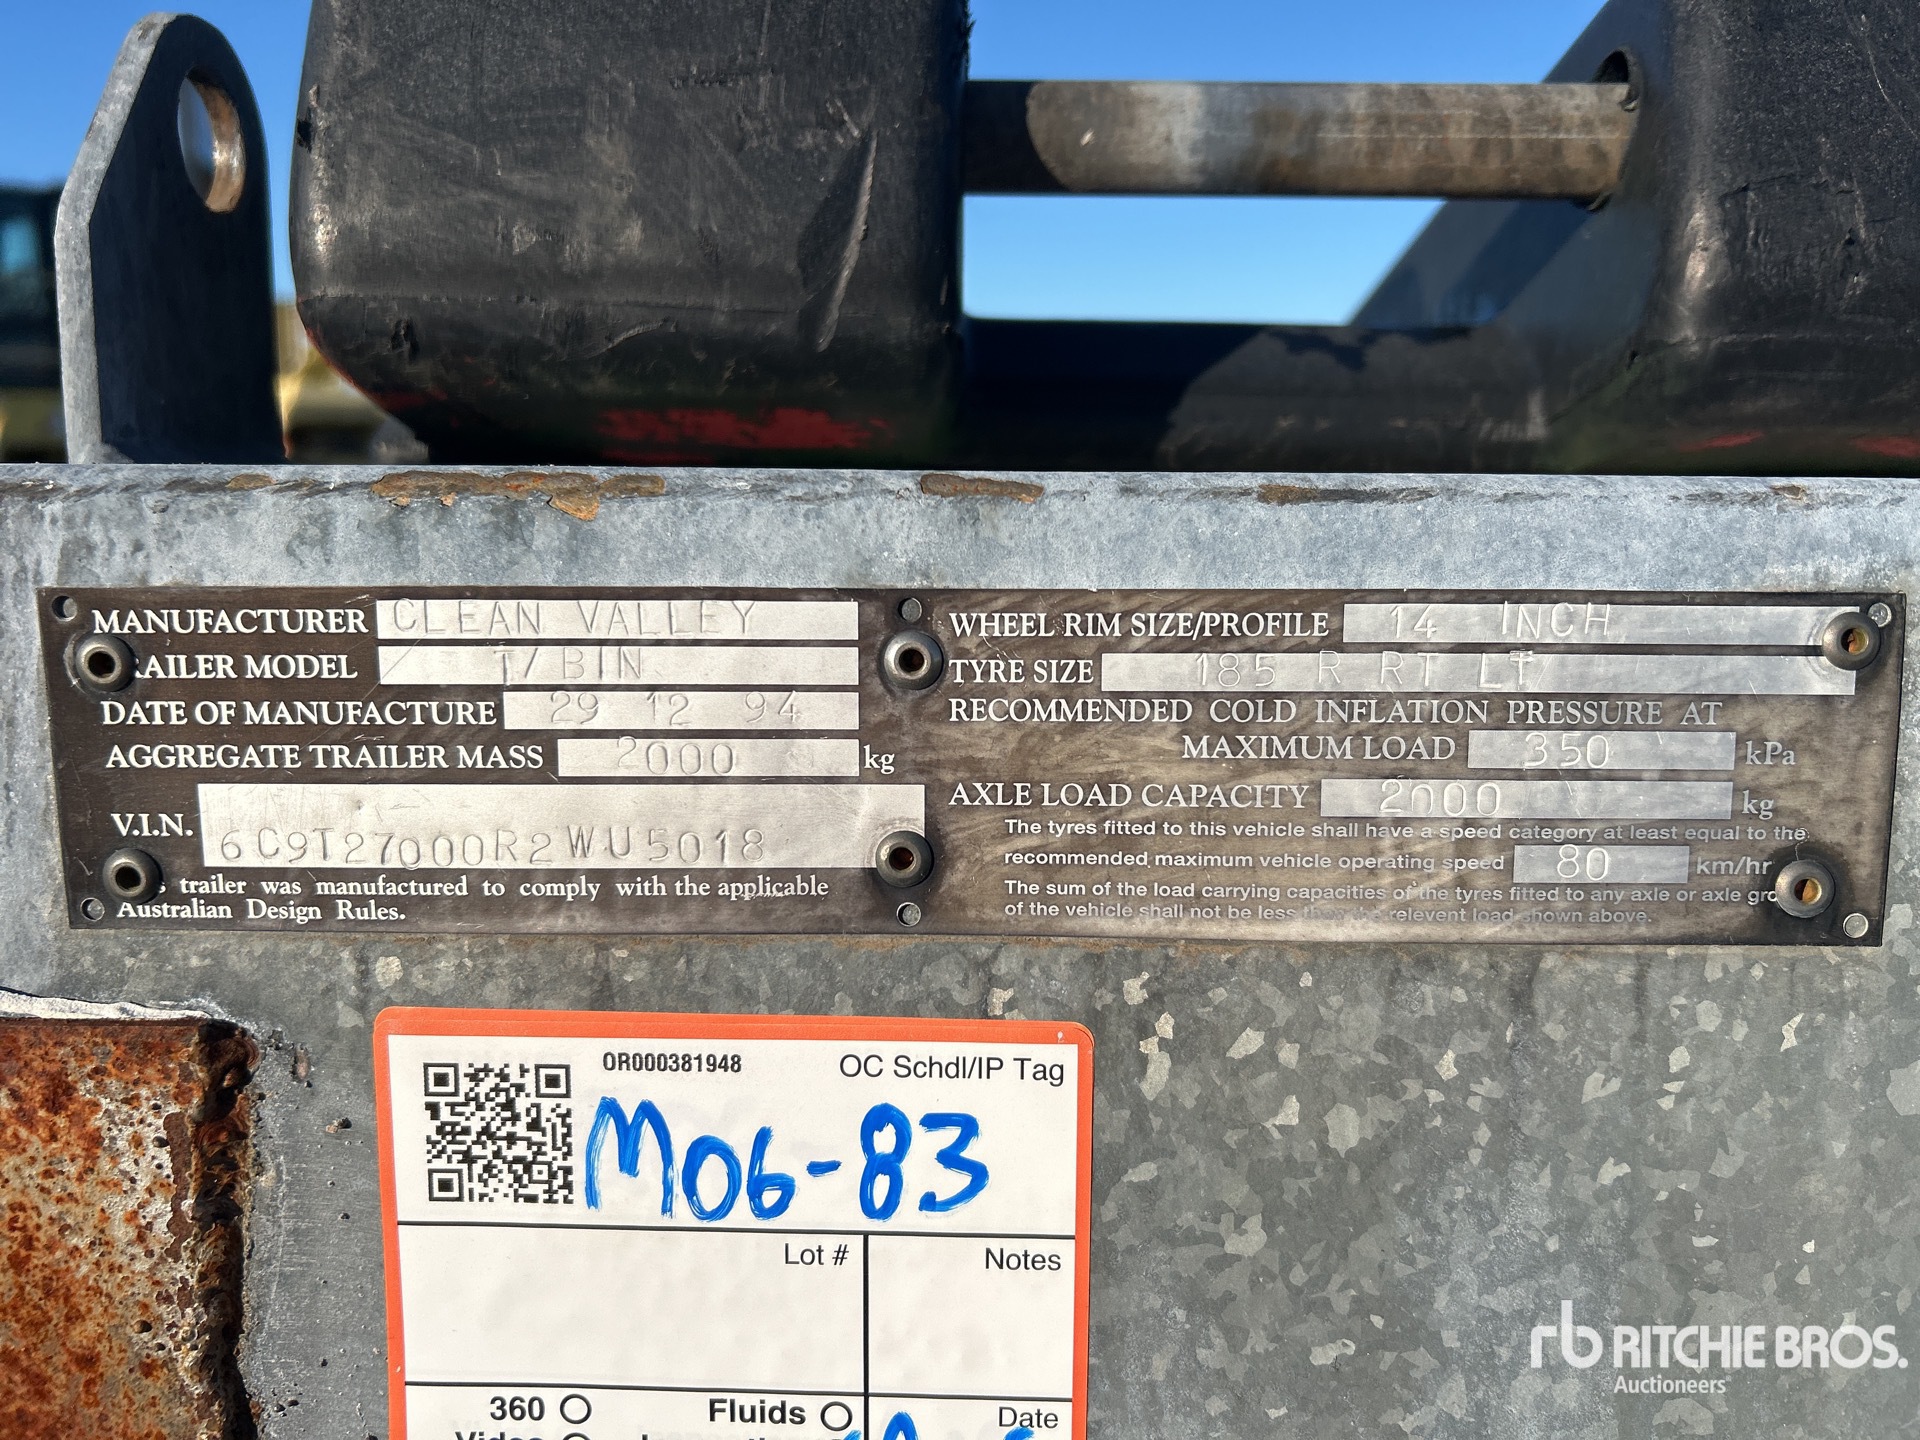 MANUFACTURER CLEAN VALLEY
TRAILER MODEL T/BIN
DATE OF MANUFACTURE 29 12 94
AGGREGATE TRAILER MASS 2000 kg
V.I.N. 6C9T27000R2WU5018
trailer was manufactured to comply with the applicable
Australian Design Rules.
WHEEL RIM SIZE/PROFILE 14 INCH
TYRE SIZE 185 R RT LT
RECOMMENDED COLD INFLATION PRESSURE AT
MAXIMUM LOAD 350 kPa
AXLE LOAD CAPACITY 2000 kg
The tyres fitted to this vehicle shall have a speed category at least equal to the
recommended maximum vehicle operating speed 80 km/hr
The sum of the load carrying capacities of the tyres fitted to any axle or axle gro
of the vehicle shall not be less than the relevent load shown above.
OR000381948 OC Schdl/IP Tag
M06-83
Lot # Notes
360 Fluids Date
Video
rb RITCHIE BROS.
Auctioneers